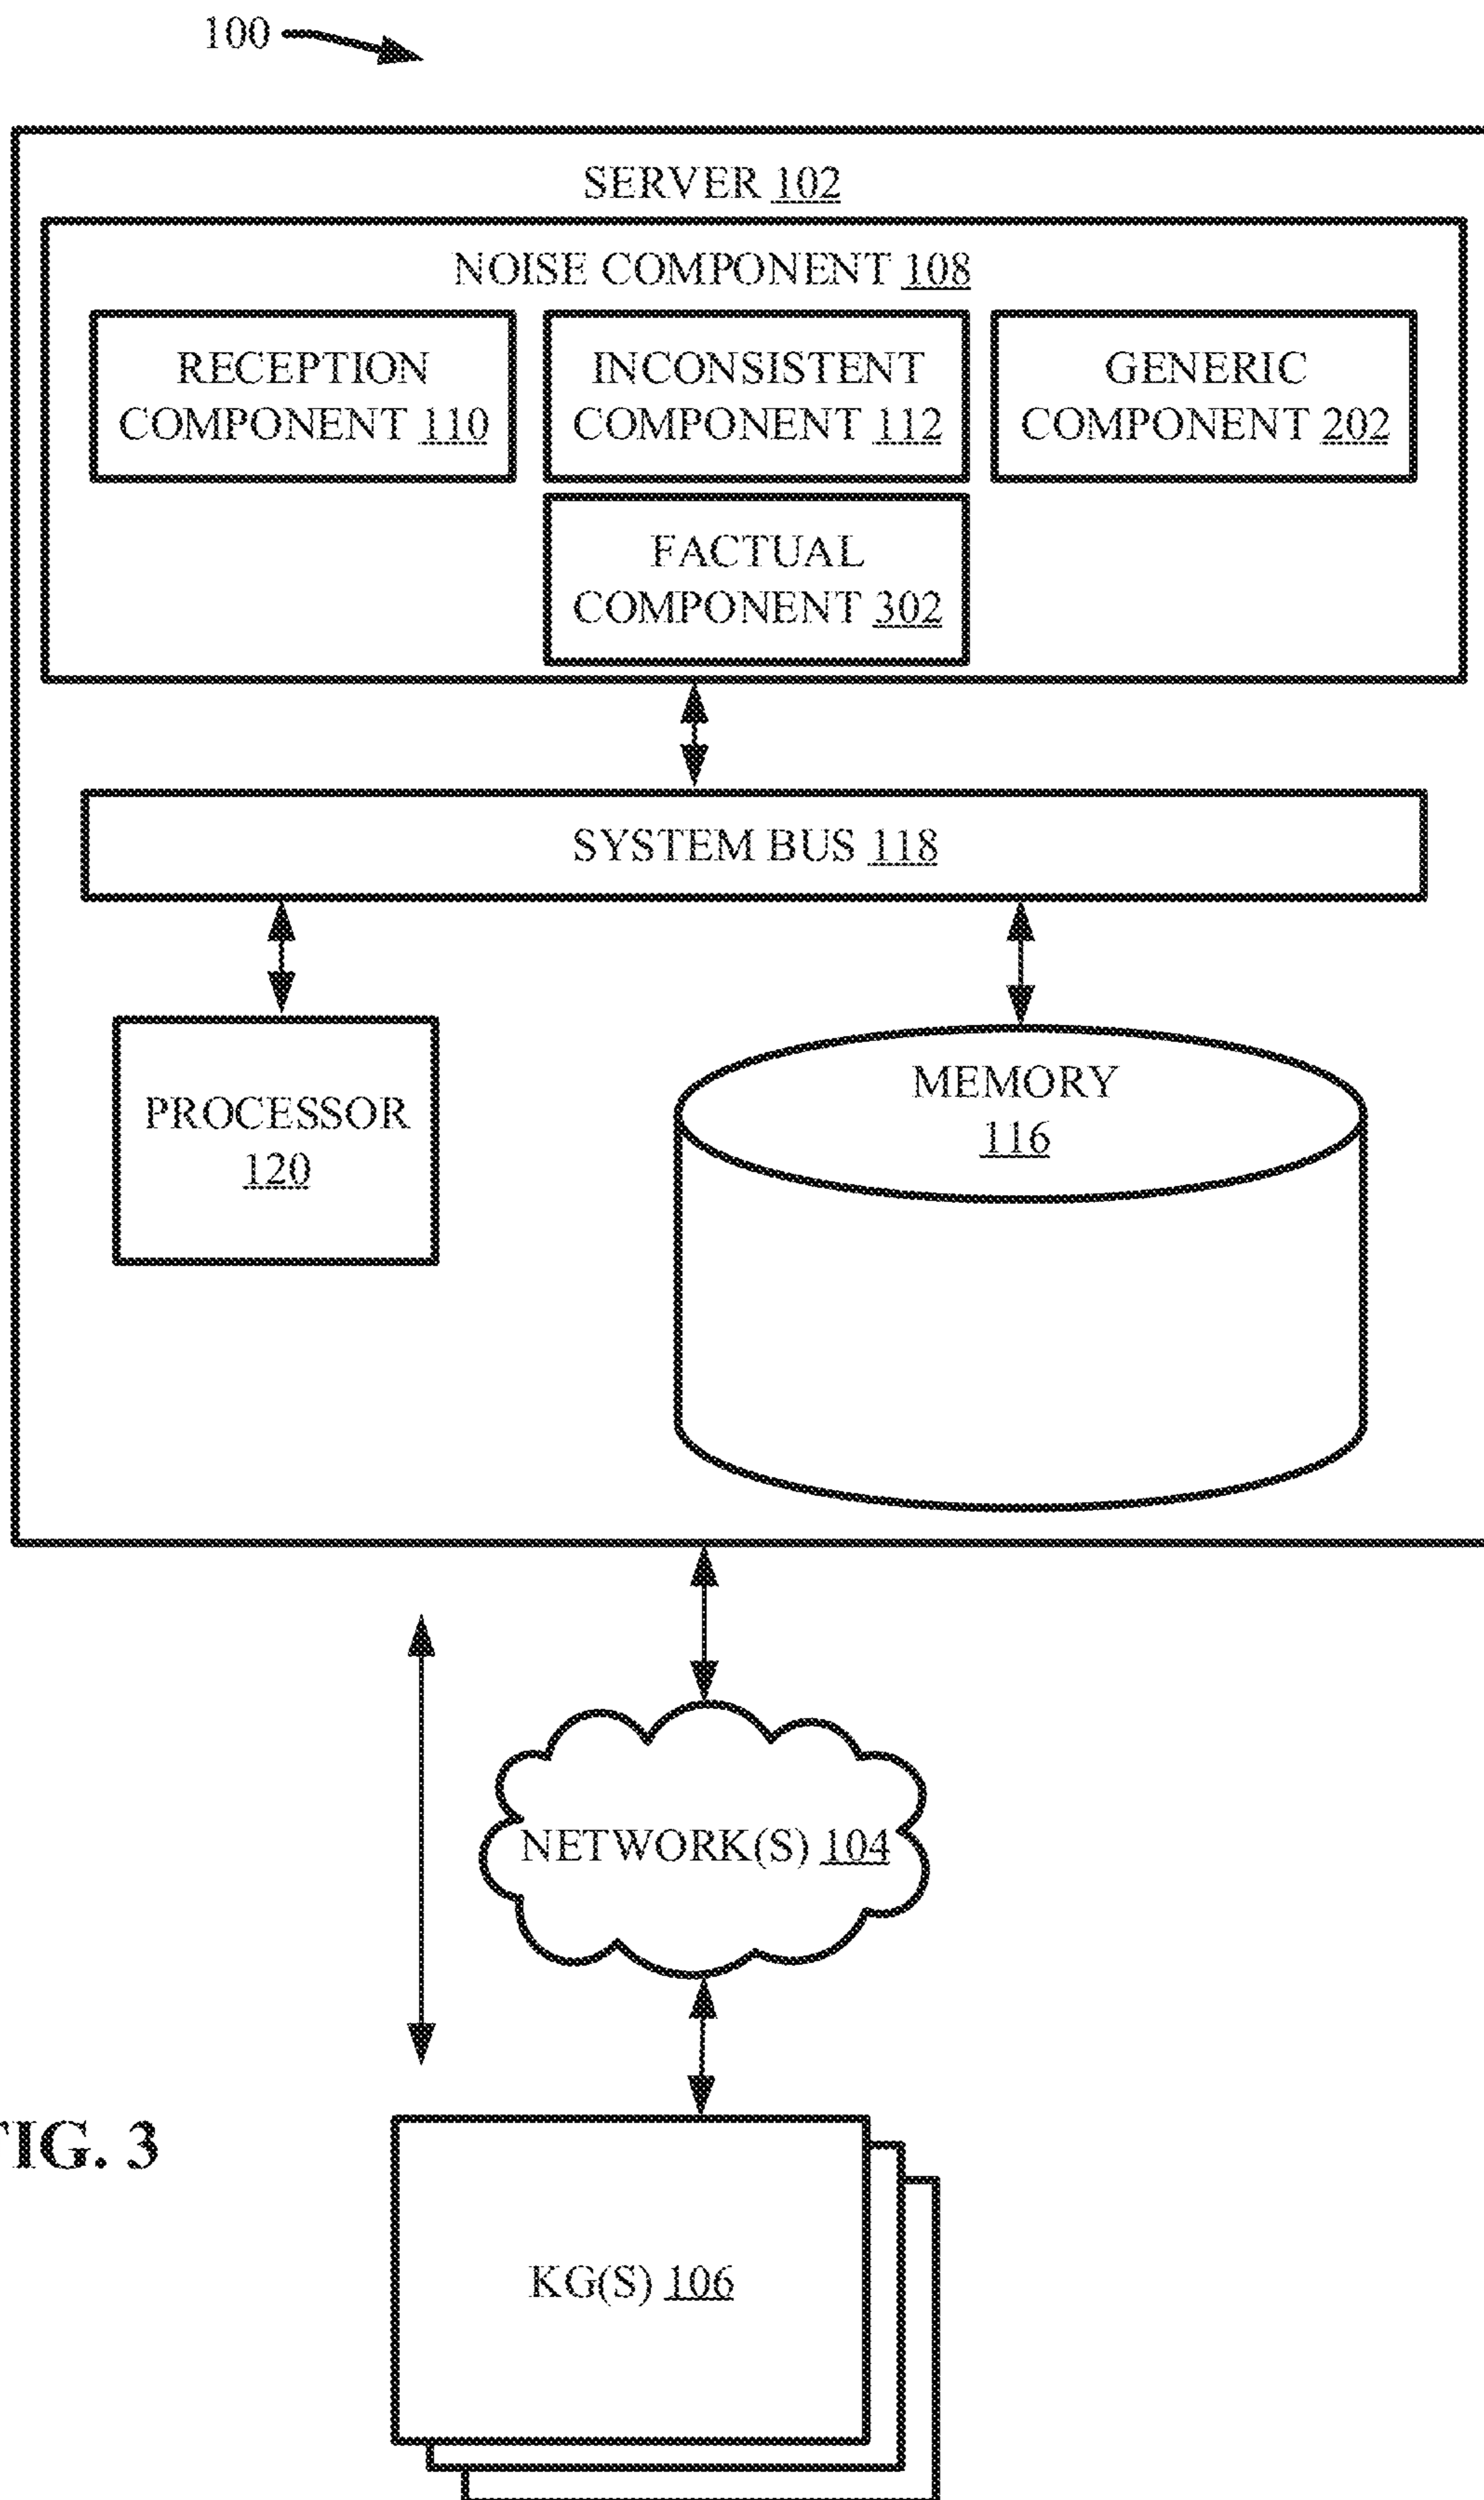 100
SERVER 102
NOISE COMPONENT 108
RECEPTION
COMPONENT 110
INCONSISTENT
COMPONENT 112
GENERIC
COMPONENT 202
FACTUAL
COMPONENT 302
SYSTEM BUS 118
PROCESSOR
120
MEMORY
116
NETWORK(S) 104
FIG. 3
KG(S) 106